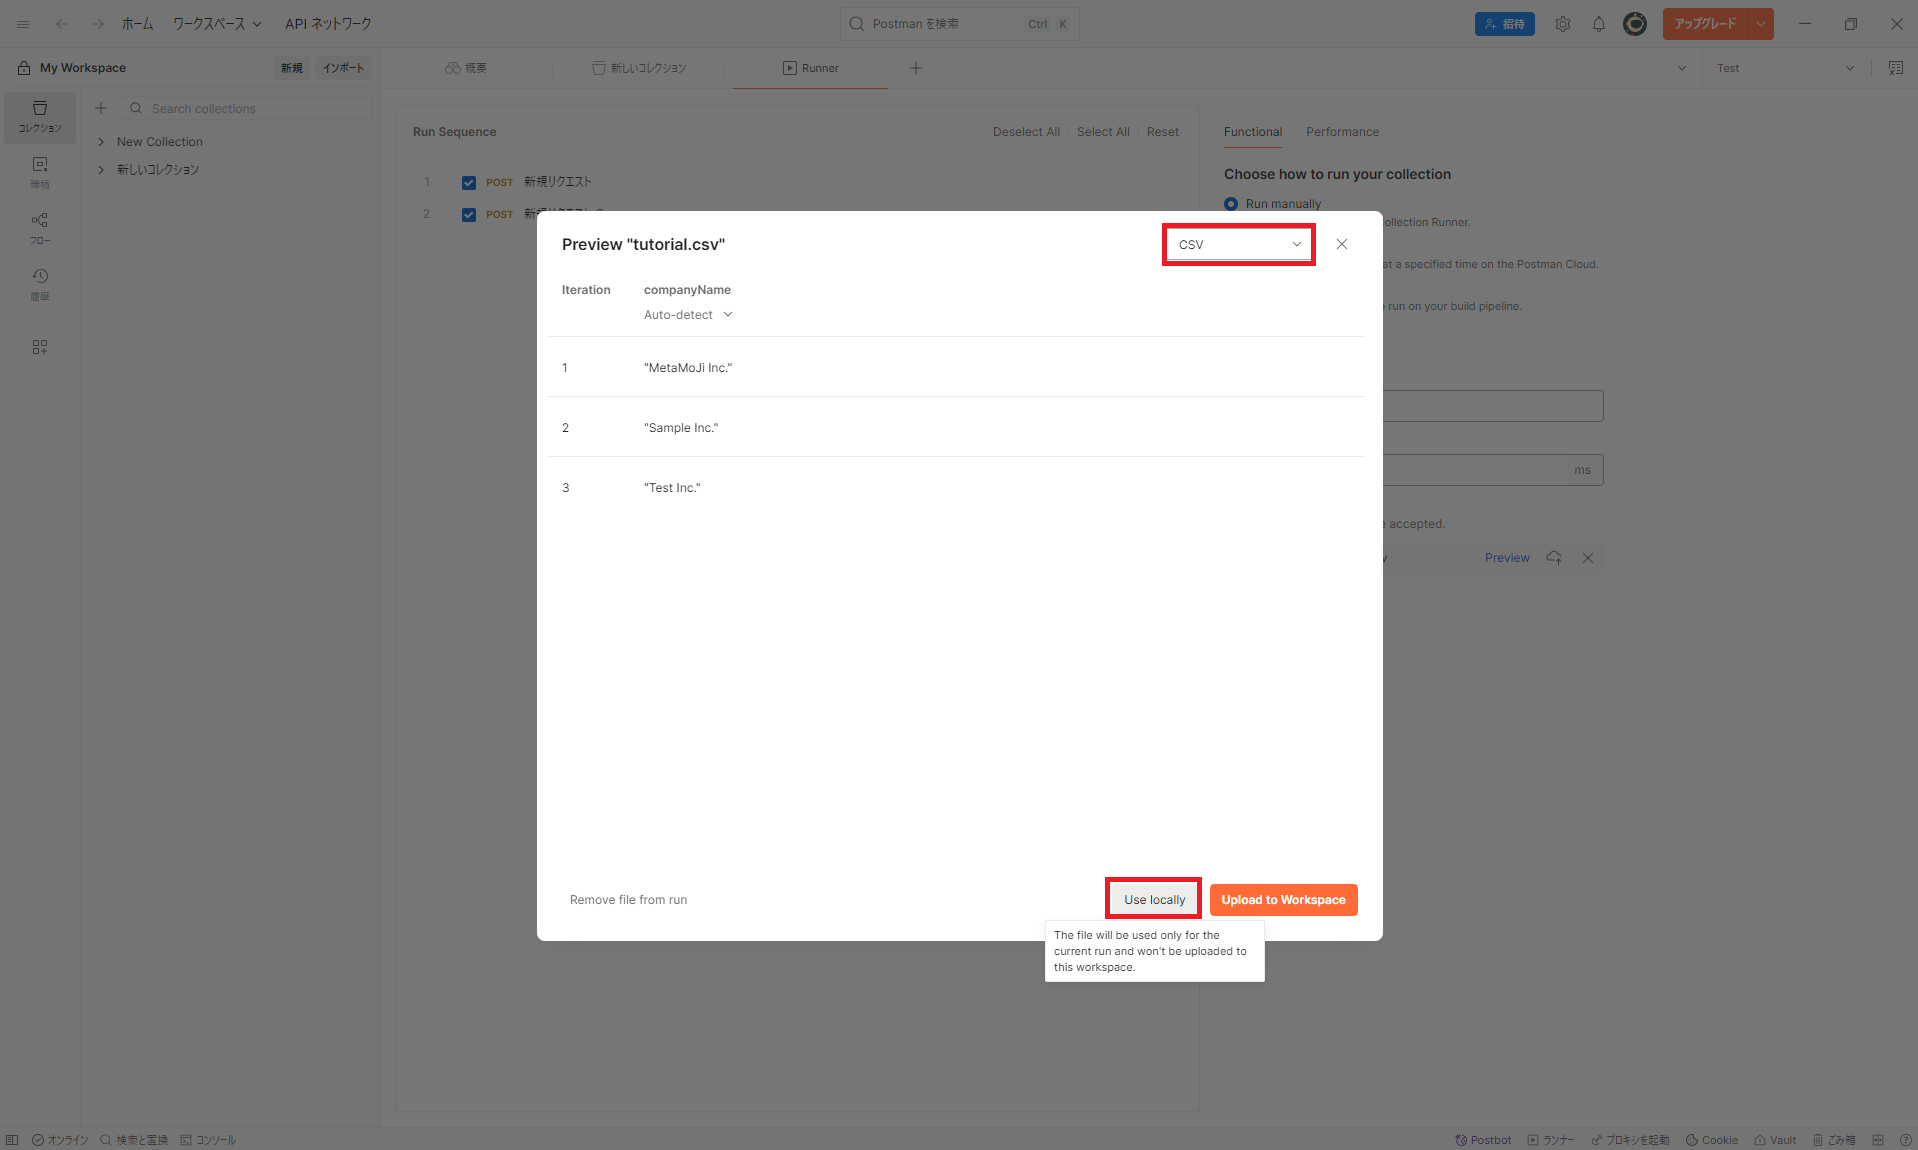 ホーム ワークスペース API ネットワーク Postman を検索 Ctrl K 招待 アップグレード
My Workspace 新規 インポート 概要 新しいコレクション Runner Test
コレクション
環境
フロー
履歴
Search collections
New Collection
新しいコレクション
Run Sequence Deselect All Select All Reset
1 POST 新規リクエスト
2 POST
Functional Performance
Choose how to run your collection
Run manually
ollection Runner.
at a specified time on the Postman Cloud.
run on your build pipeline.
ms
accepted.
Preview
Preview "tutorial.csv" CSV
Iteration companyName
Auto-detect
1 "MetaMoJi Inc."
2 "Sample Inc."
3 "Test Inc."
Remove file from run Use locally Upload to Workspace
The file will be used only for the
current run and won't be uploaded to
this workspace.
オンライン 検索と置換 コンソール Postbot ランナー プロキシを起動 Cookie Vault ごみ箱